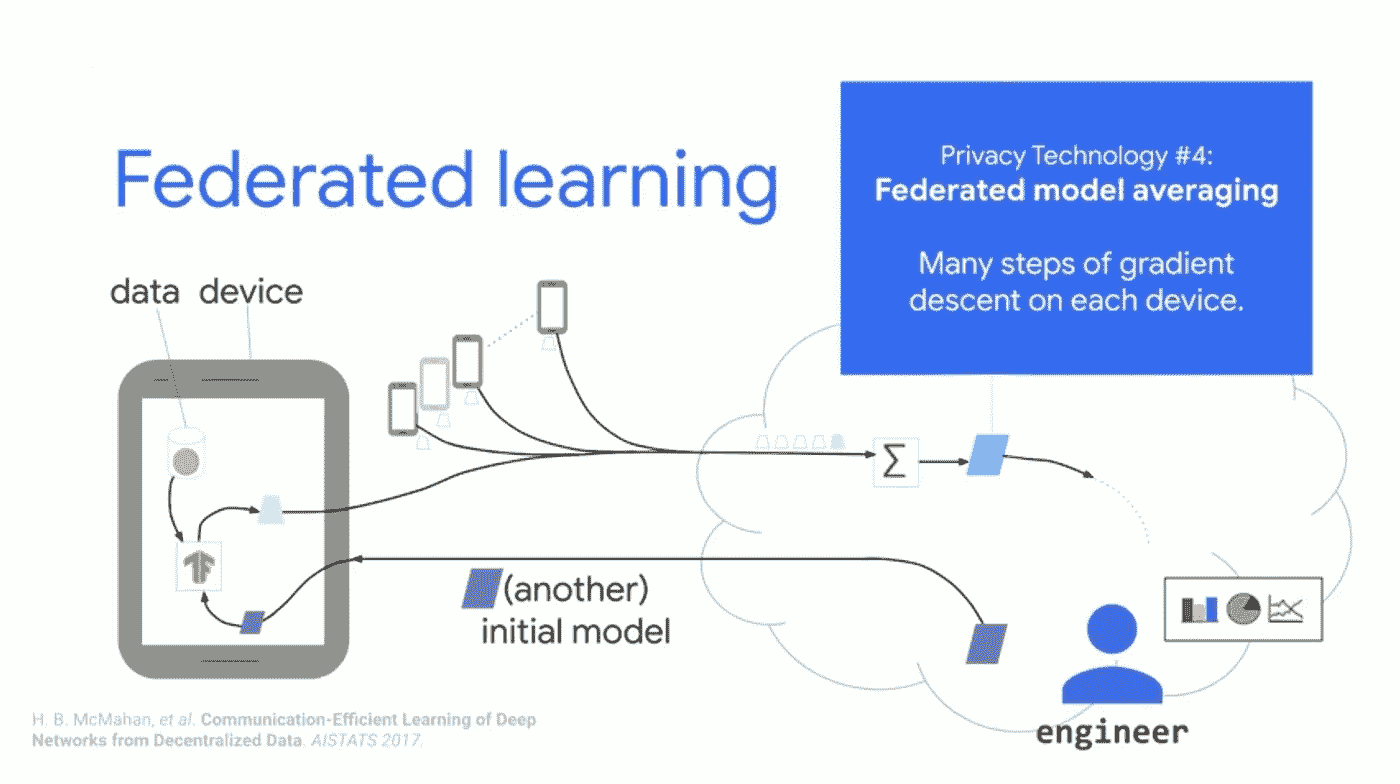 Federated learning
Privacy Technology #4:
Federated model averaging
Many steps of gradient
descent on each device.
data device
Σ
(another)
initial model
engineer
H. B. McMahan, et al. Communication-Efficient Learning of Deep
Networks from Decentralized Data. AISTATS 2017.